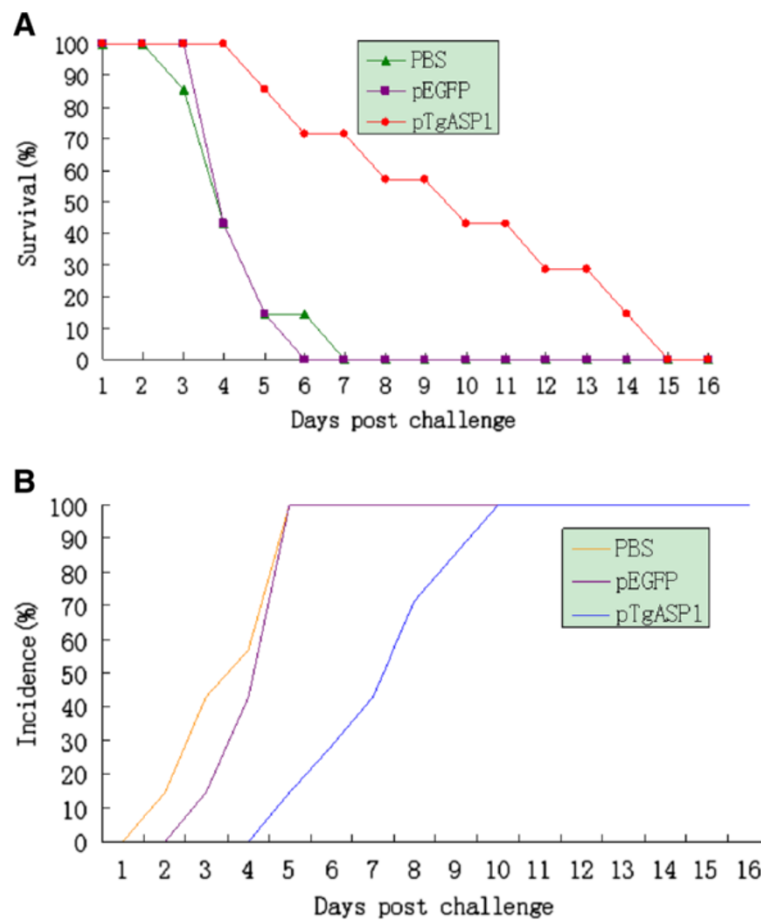 A
100
90
80
70
60
50
40
30
20
10
0
Survival(%)
PBS
pEGFP
pTgASP1
1 2 3 4 5 6 7 8 9 10 11 12 13 14 15 16
Days post challenge
B
100
90
80
70
60
50
40
30
20
10
0
Incidence(%)
PBS
pEGFP
pTgASP1
1 2 3 4 5 6 7 8 9 10 11 12 13 14 15 16
Days post challenge